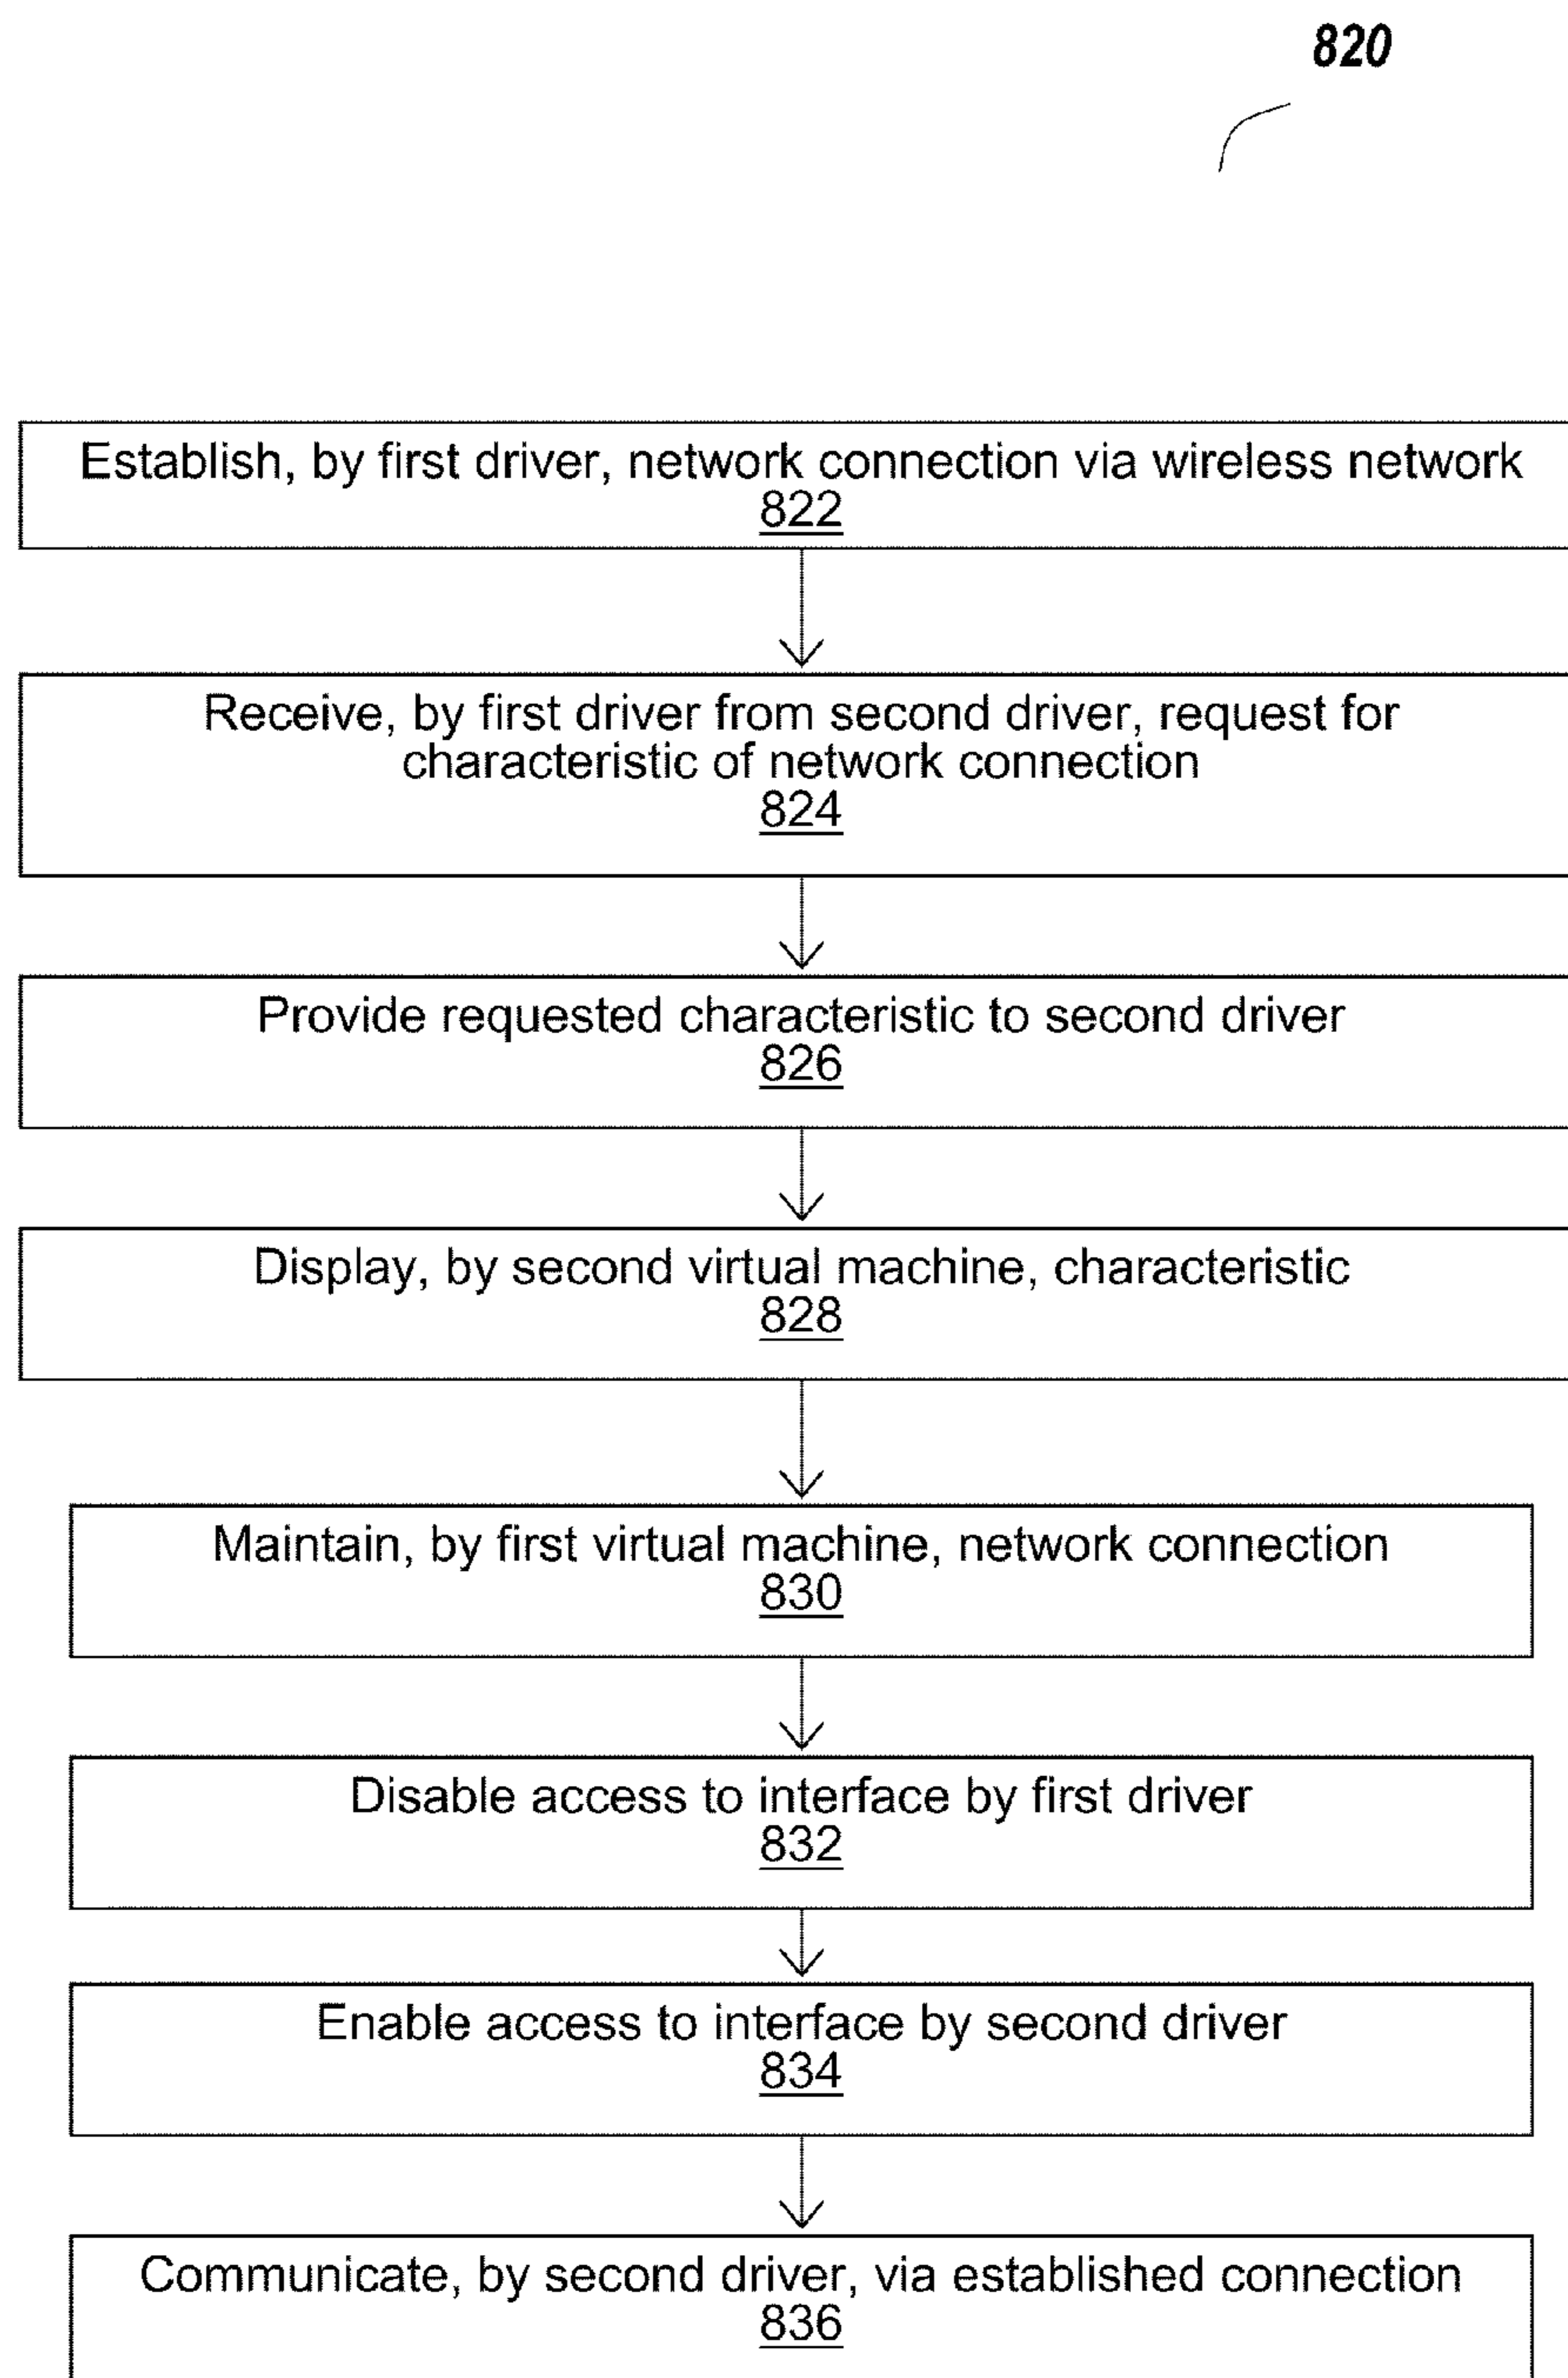 820
Establish, by first driver, network connection via wireless network
822
Receive, by first driver from second driver, request for
characteristic of network connection
824
Provide requested characteristic to second driver
826
Display, by second virtual machine, characteristic
828
Maintain, by first virtual machine, network connection
830
Disable access to interface by first driver
832
Enable access to interface by second driver
834
Communicate, by second driver, via established connection
836